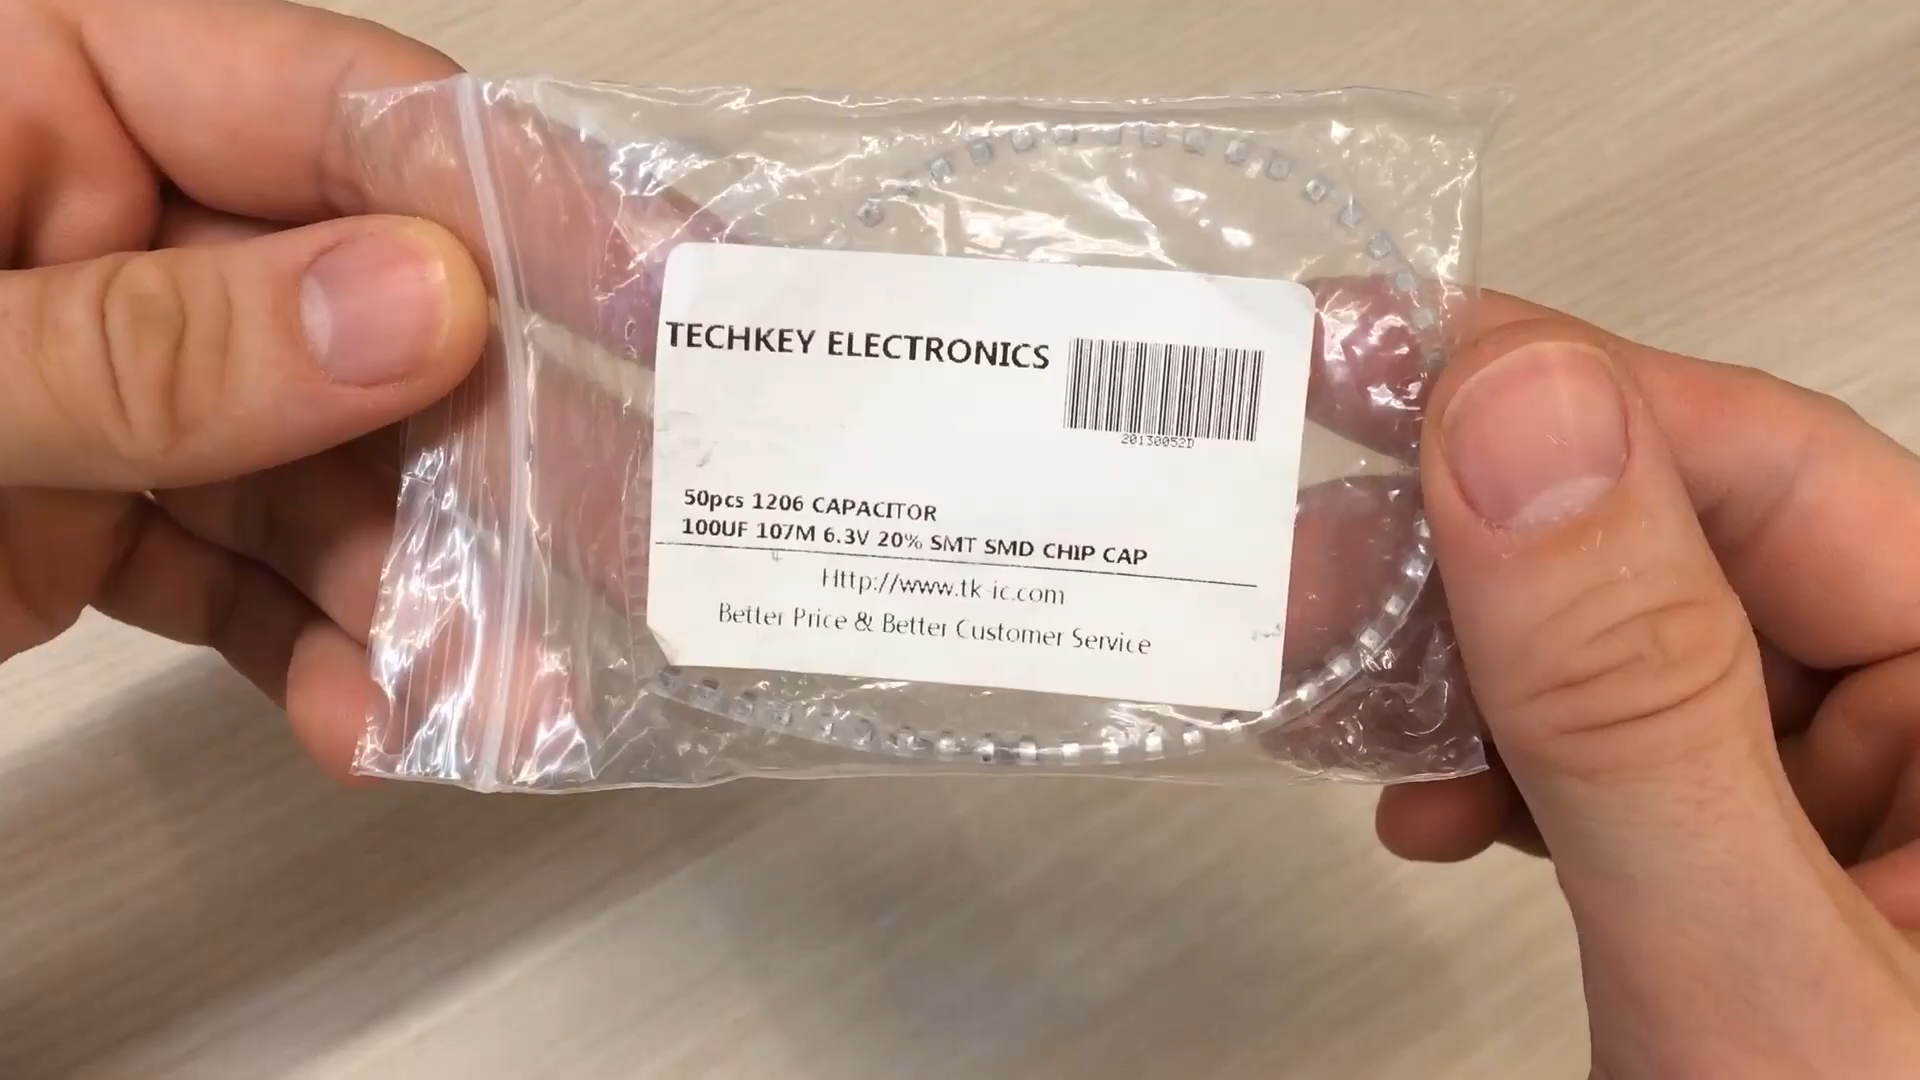 TECHKEY ELECTRONICS
20130052D
50pcs 1206 CAPACITOR
100UF 107M 6.3V 20% SMT SMD CHIP CAP
Http://www.tk-ic.com
Better Price & Better Customer Service